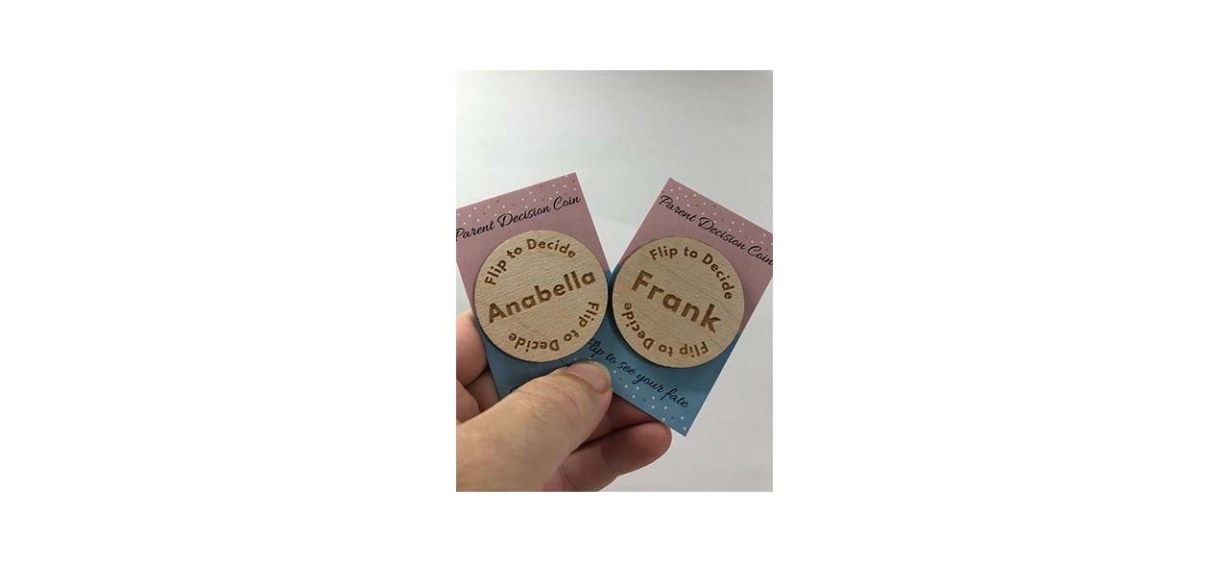 Parent Decision Coin
Flip to Decide
Anabella
Flip to Decide
Parent Decision Coin
Flip to Decide
Frank
Flip to Decide
Flip to see your fate